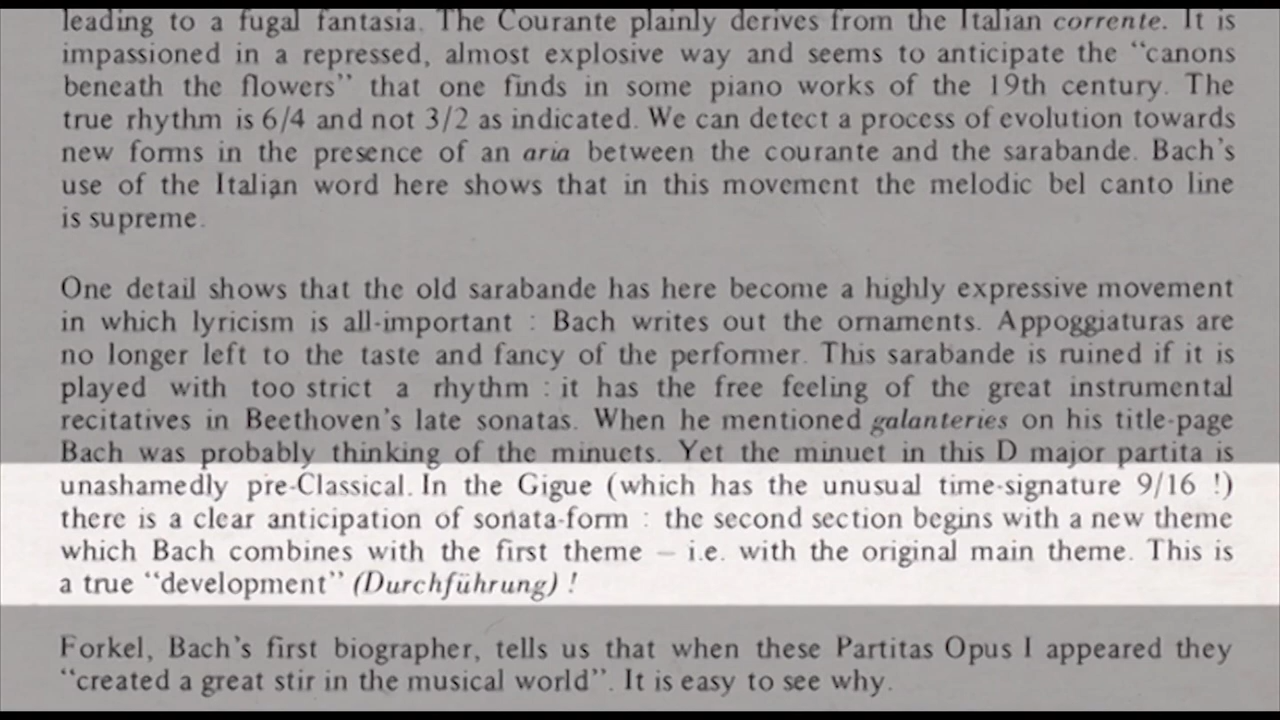 leading to a fugal fantasia. The Courante plainly derives from the Italian corrente. It is
impassioned in a repressed, almost explosive way and seems to anticipate the “canons
beneath the flowers” that one finds in some piano works of the 19th century. The
true rhythm is 6/4 and not 3/2 as indicated. We can detect a process of evolution towards
new forms in the presence of an aria between the courante and the sarabande. Bach's
use of the Italian word here shows that in this movement the melodic bel canto line
is supreme.
One detail shows that the old sarabande has here become a highly expressive movement
in which lyricism is all-important : Bach writes out the ornaments. Appoggiaturas are
no longer left to the taste and fancy of the performer. This sarabande is ruined if it is
played with too strict a rhythm : it has the free feeling of the great instrumental
recitatives in Beethoven's late sonatas. When he mentioned galanteries on his title-page
Bach was probably thinking of the minuets. Yet the minuet in this D major partita is
unashamedly pre-Classical. In the Gigue (which has the unusual time-signature 9/16 !)
there is a clear anticipation of sonata-form : the second section begins with a new theme
which Bach combines with the first theme – i.e. with the original main theme. This is
a true “development” (Durchführung) !
Forkel, Bach's first biographer, tells us that when these Partitas Opus I appeared they
“created a great stir in the musical world”. It is easy to see why.